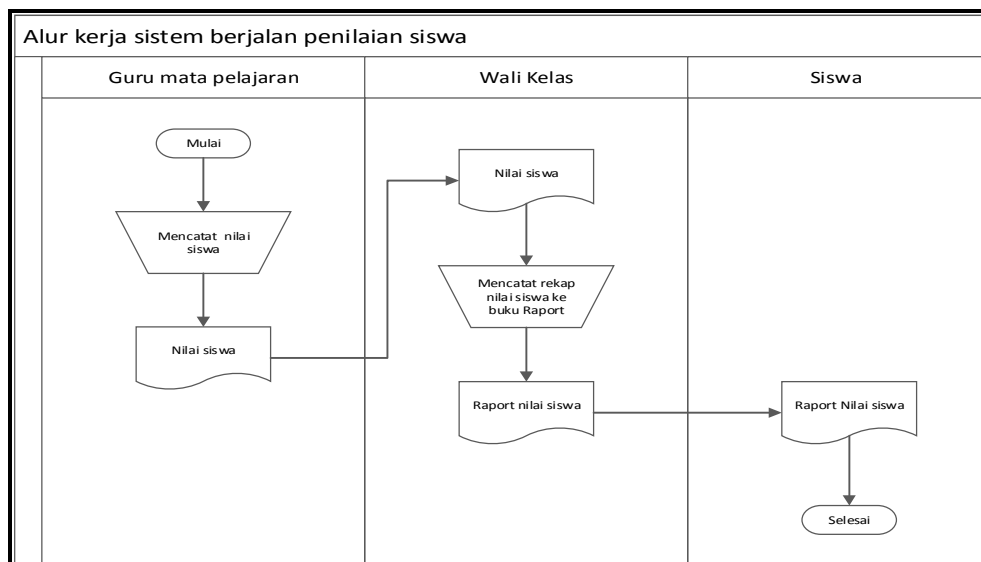 Alur kerja sistem berjalan penilaian siswa
Guru mata pelajaran
Wali Kelas
Siswa
Mulai
Mencatat nilai
siswa
Nilai siswa
Nilai siswa
Mencatat rekap
nilai siswa ke
buku Raport
Raport nilai siswa
Raport Nilai siswa
Selesai